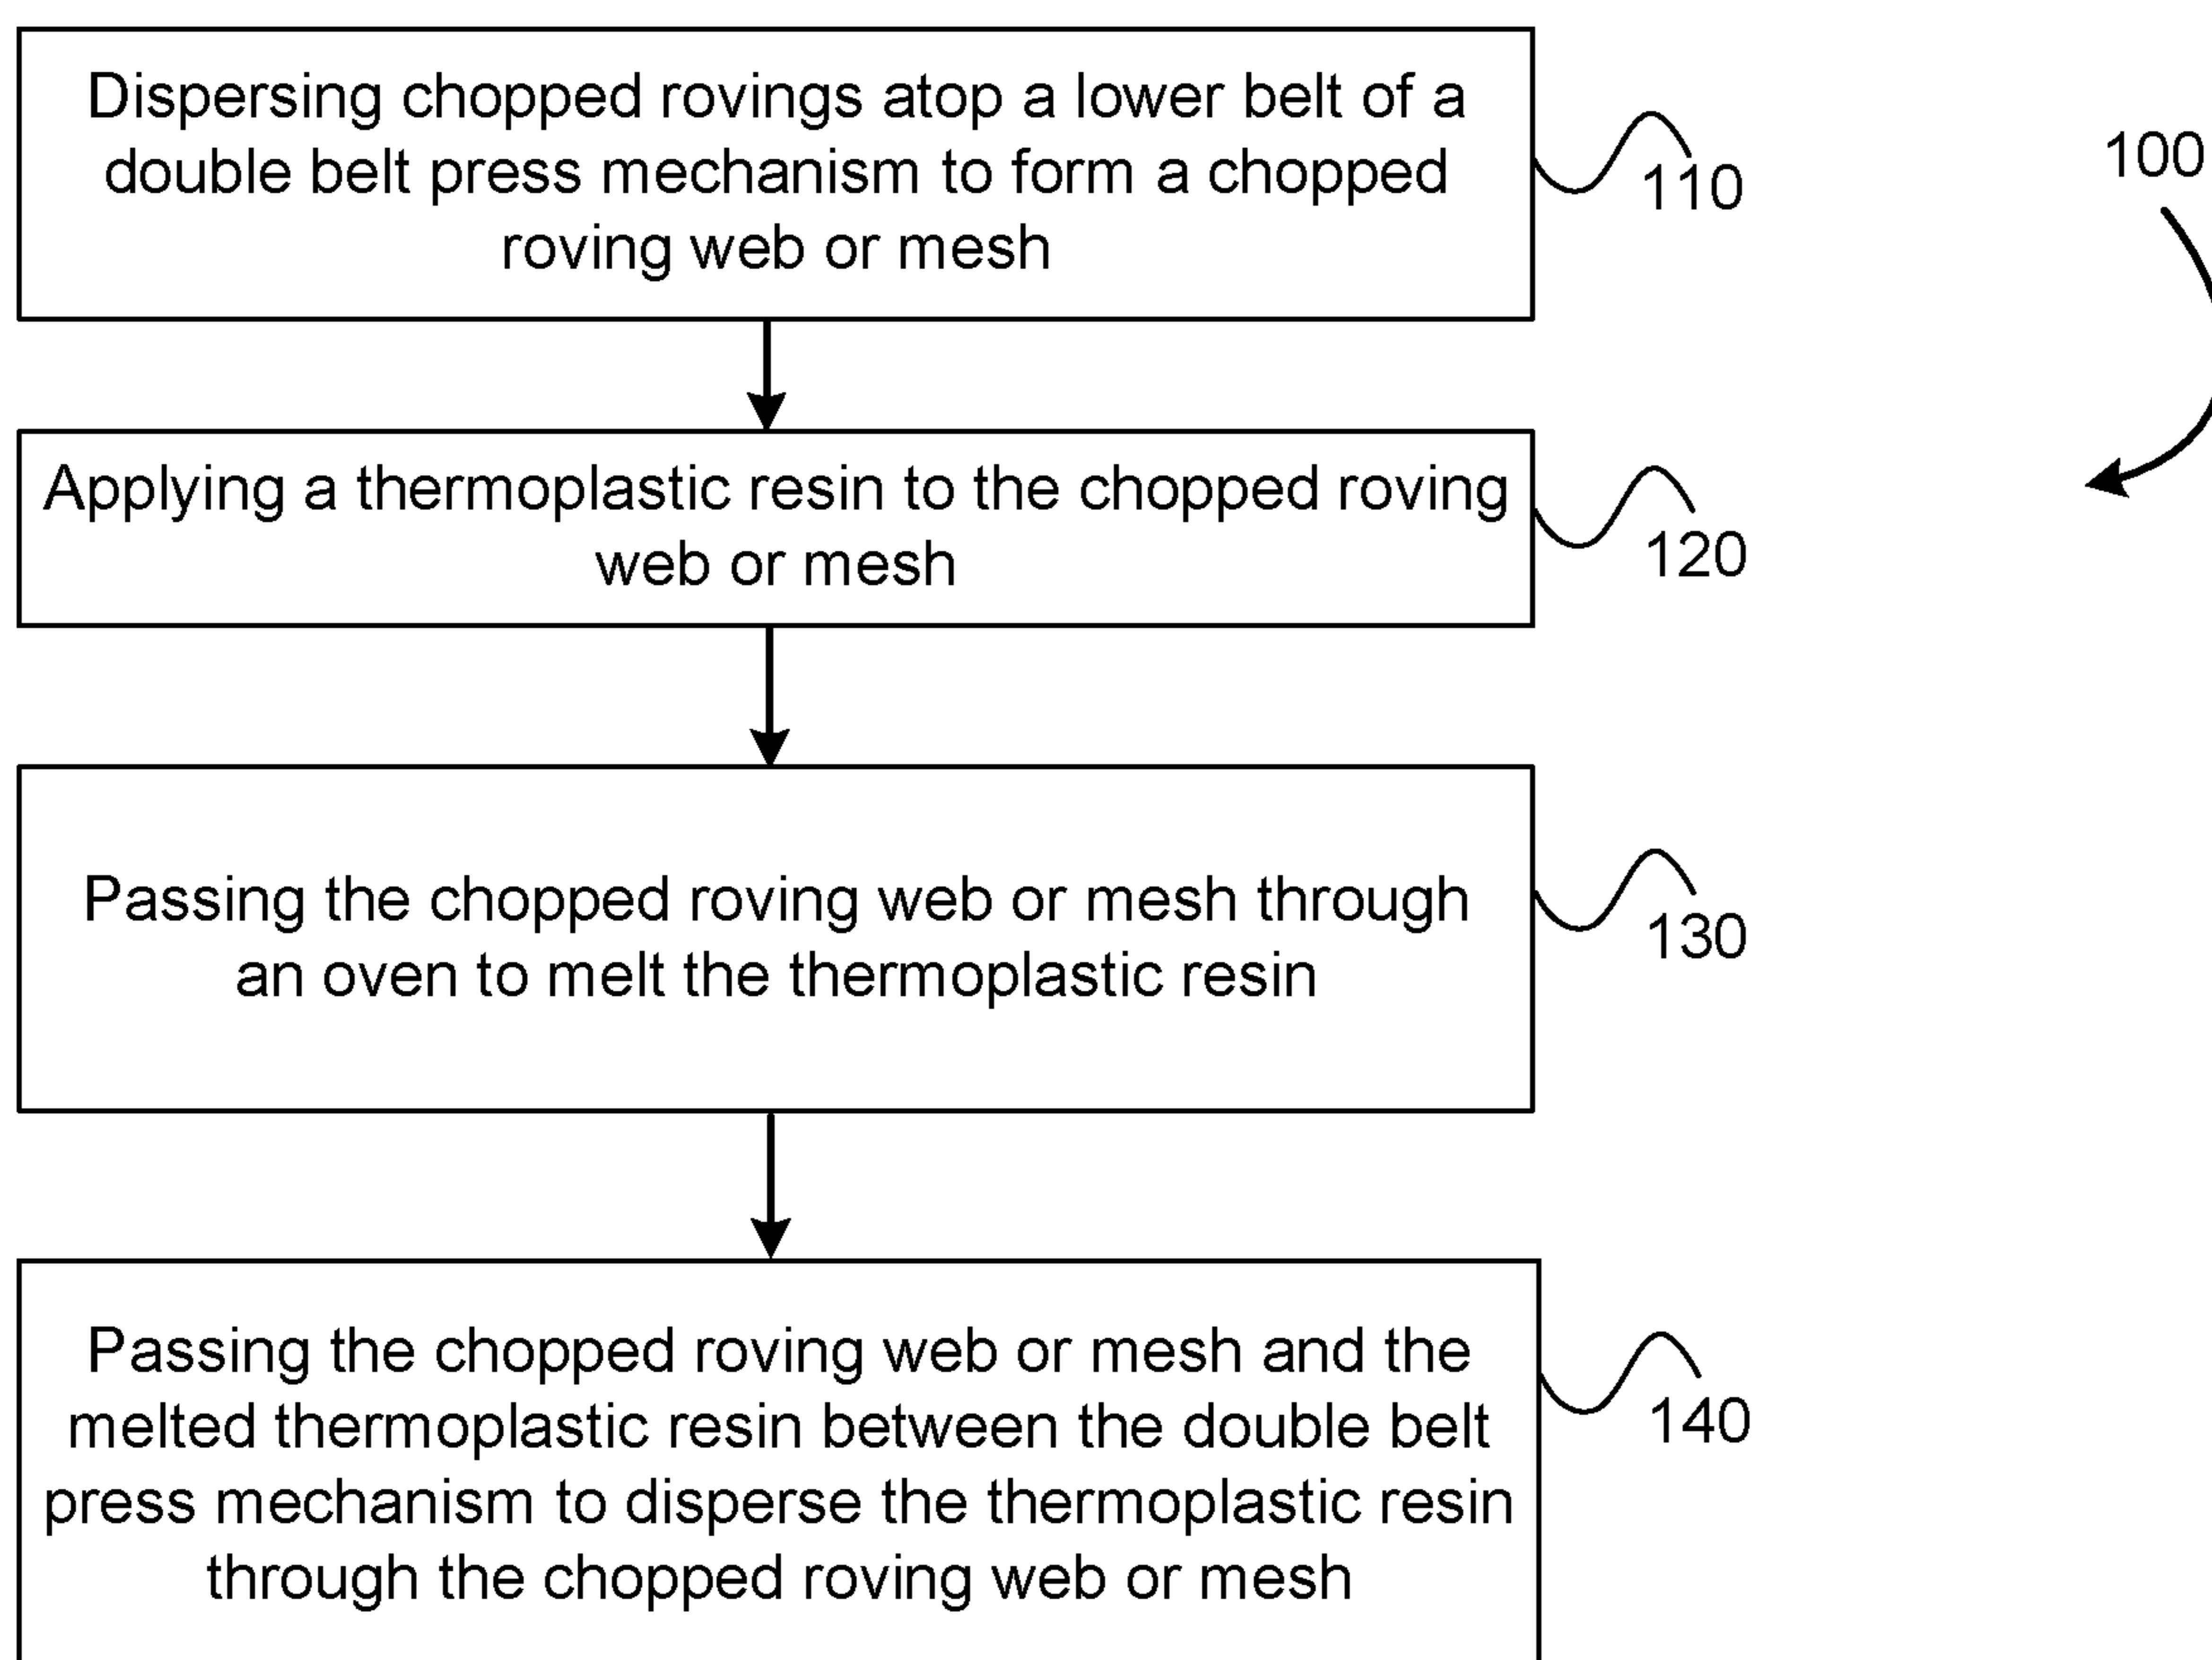 Dispersing chopped rovings atop a lower belt of a
double belt press mechanism to form a chopped
roving web or mesh
110
100
Applying a thermoplastic resin to the chopped roving
web or mesh
120
Passing the chopped roving web or mesh through
an oven to melt the thermoplastic resin
130
Passing the chopped roving web or mesh and the
melted thermoplastic resin between the double belt
press mechanism to disperse the thermoplastic resin
through the chopped roving web or mesh
140